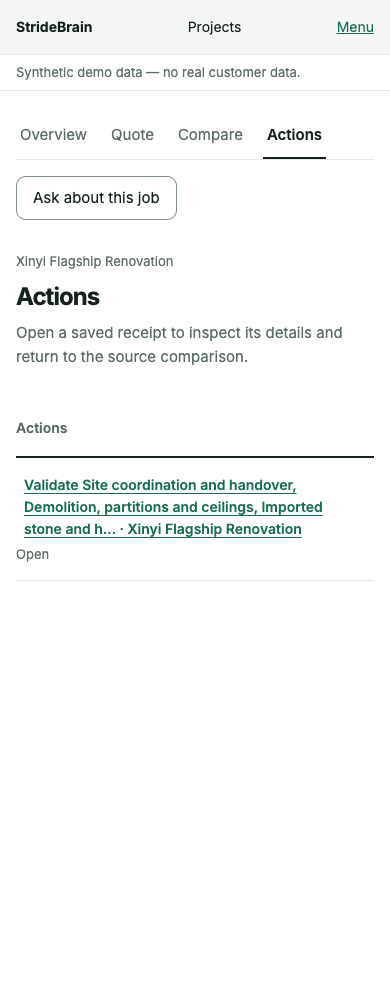 StrideBrain
Projects
Menu
Synthetic demo data — no real customer data.
Overview
Quote
Compare
Actions
Ask about this job
Xinyi Flagship Renovation
Actions
Open a saved receipt to inspect its details and
return to the source comparison.
Actions
Validate Site coordination and handover,
Demolition, partitions and ceilings, Imported
stone and h... · Xinyi Flagship Renovation
Open